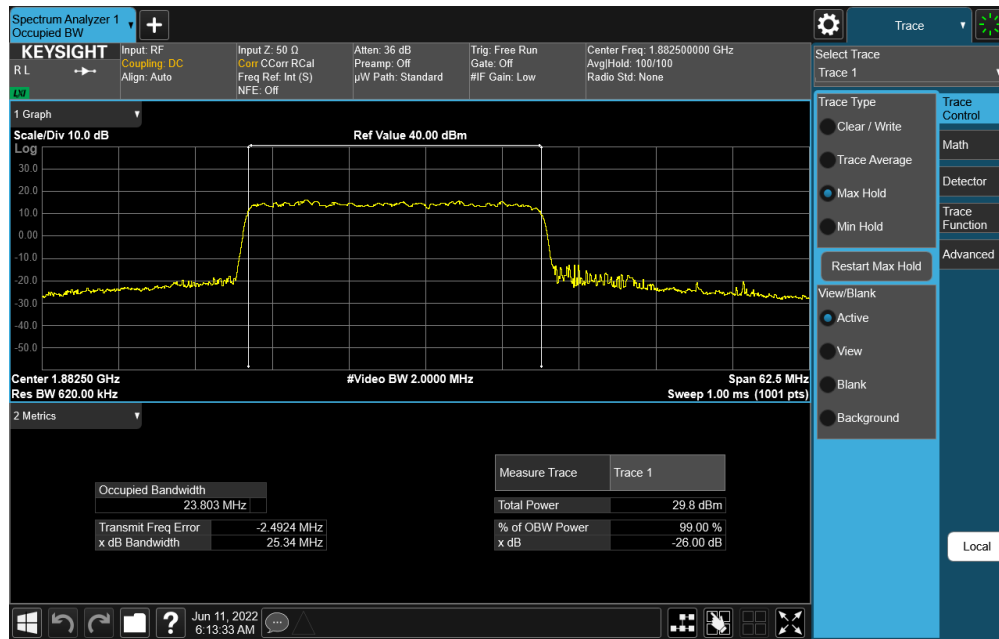 Spectrum Analyzer 1
Occupied BW
+
Trace
KEYSIGHT
R L
LXI
Input: RF
Coupling: DC
Align: Auto
Input Z: 50 Ω
Corr CCorr RCal
Freq Ref: Int (S)
NFE: Off
Atten: 36 dB
Preamp: Off
µW Path: Standard
Trig: Free Run
Gate: Off
#IF Gain: Low
Center Freq: 1.882500000 GHz
Avg|Hold: 100/100
Radio Std: None
Select Trace
Trace 1
1 Graph
Scale/Div 10.0 dB
Ref Value 40.00 dBm
Log
30.0
20.0
10.0
0.00
-10.0
-20.0
-30.0
-40.0
-50.0
Center 1.88250 GHz
#Video BW 2.0000 MHz
Span 62.5 MHz
Res BW 620.00 kHz
Sweep 1.00 ms (1001 pts)
2 Metrics
Occupied Bandwidth
23.803 MHz
Transmit Freq Error -2.4924 MHz
x dB Bandwidth 25.34 MHz
Measure Trace Trace 1
Total Power 29.8 dBm
% of OBW Power 99.00 %
x dB -26.00 dB
Trace Type
Clear / Write
Trace Average
Max Hold
Min Hold
Restart Max Hold
View/Blank
Active
View
Blank
Background
Trace
Control
Math
Detector
Trace
Function
Advanced
Local
?
Jun 11, 2022
6:13:33 AM